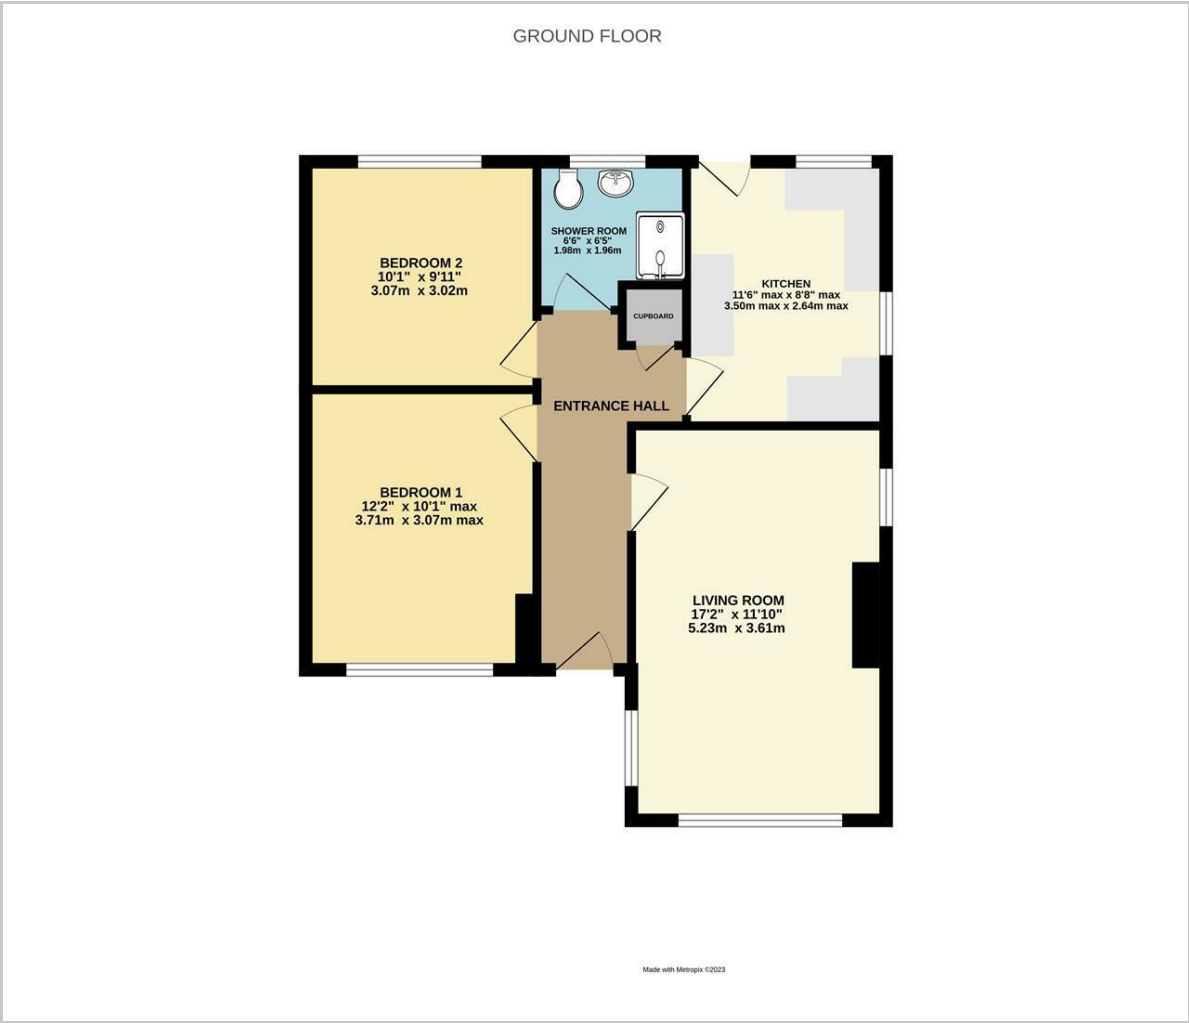 GROUND FLOOR
BEDROOM 2
10'1" x 9'11"
3.07m x 3.02m
SHOWER ROOM
6'6" x 6'5"
1.98m x 1.96m
KITCHEN
11'6" max x 8'8" max
3.50m max x 2.64m max
CUPBOARD
ENTRANCE HALL
BEDROOM 1
12'2" x 10'1" max
3.71m x 3.07m max
LIVING ROOM
17'2" x 11'10"
5.23m x 3.61m
Made with Metropix ©2023